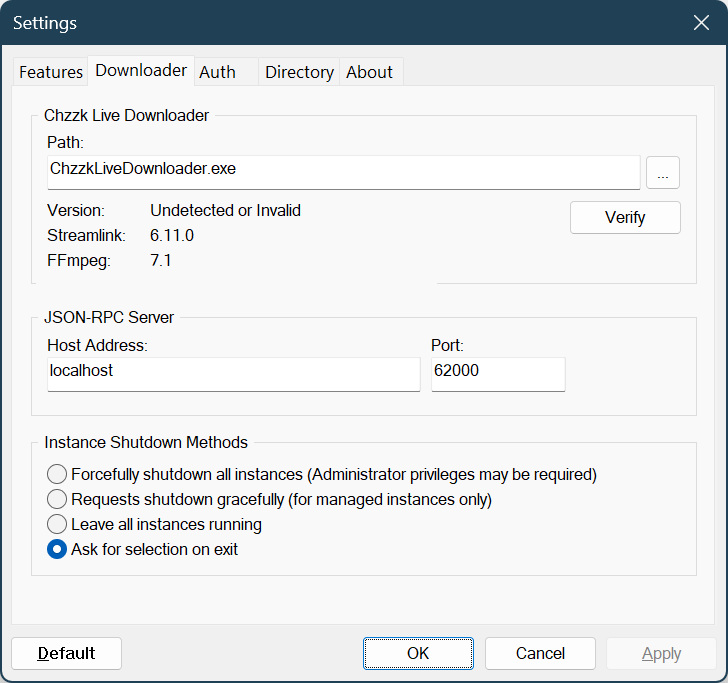 Settings
Features Downloader Auth Directory About
Chzzk Live Downloader
Path:
ChzzkLiveDownloader.exe ...
Version: Undetected or Invalid Verify
Streamlink: 6.11.0
FFmpeg: 7.1
JSON-RPC Server
Host Address: Port:
localhost 62000
Instance Shutdown Methods
Forcefully shutdown all instances (Administrator privileges may be required)
Requests shutdown gracefully (for managed instances only)
Leave all instances running
Ask for selection on exit
Default OK Cancel Apply